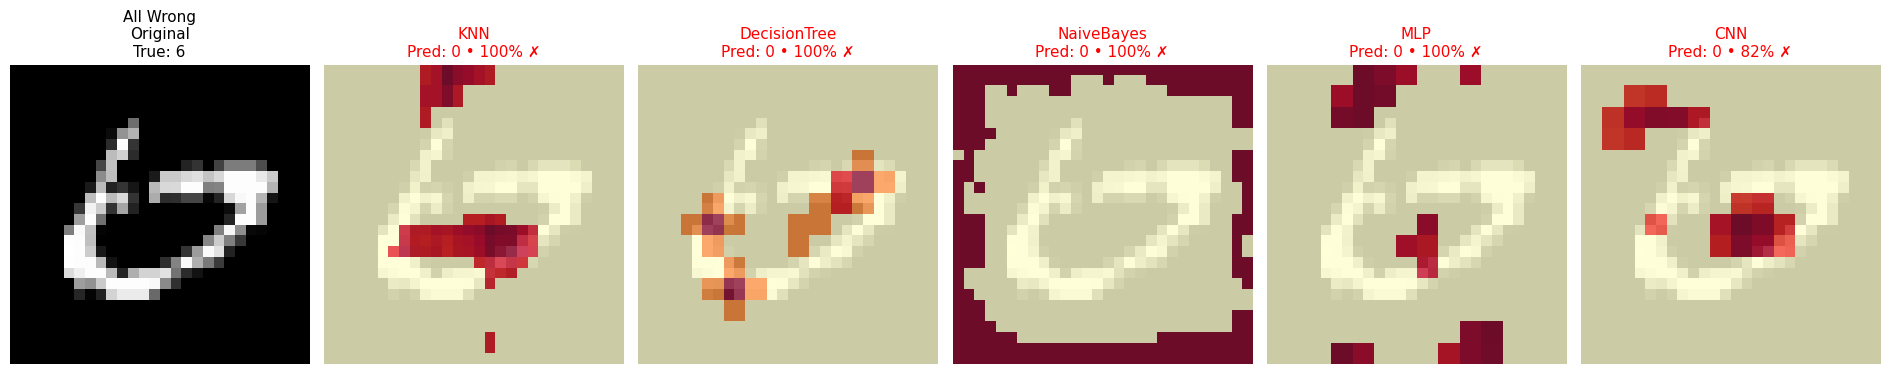 All Wrong
Original
True: 6
KNN
Pred: 0 • 100% ✗
DecisionTree
Pred: 0 • 100% ✗
NaiveBayes
Pred: 0 • 100% ✗
MLP
Pred: 0 • 100% ✗
CNN
Pred: 0 • 82% ✗